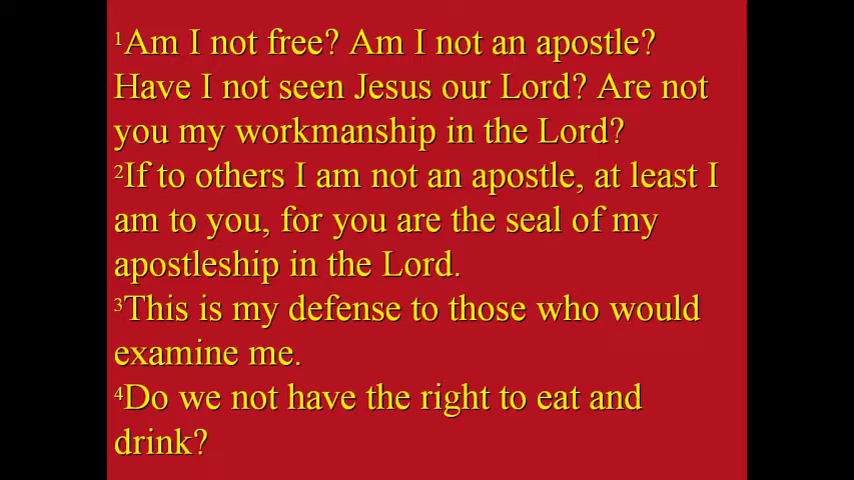 ¹Am I not free? Am I not an apostle?
Have I not seen Jesus our Lord? Are not
you my workmanship in the Lord?
²If to others I am not an apostle, at least I
am to you, for you are the seal of my
apostleship in the Lord.
³This is my defense to those who would
examine me.
⁴Do we not have the right to eat and
drink?